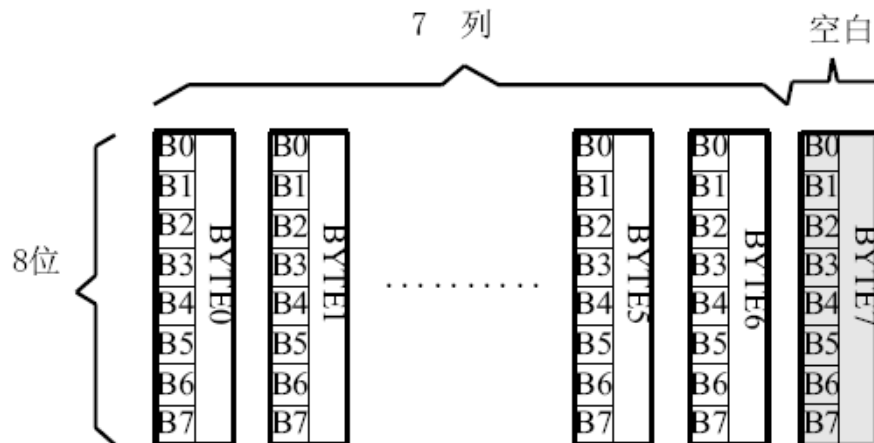 7 列
空白
8位
B0 B0 B0 B0 B0
B1 B1 B1 B1 B1
B2 B2 B2 B2 B2
B3 B3 B3 B3 B3
B4 B4 .......... B4 B4 B4
B5 B5 B5 B5 B5
B6 B6 B6 B6 B6
B7 B7 B7 B7 B7
BYTE0
BYTE1
BYTE5
BYTE6
BYTE7